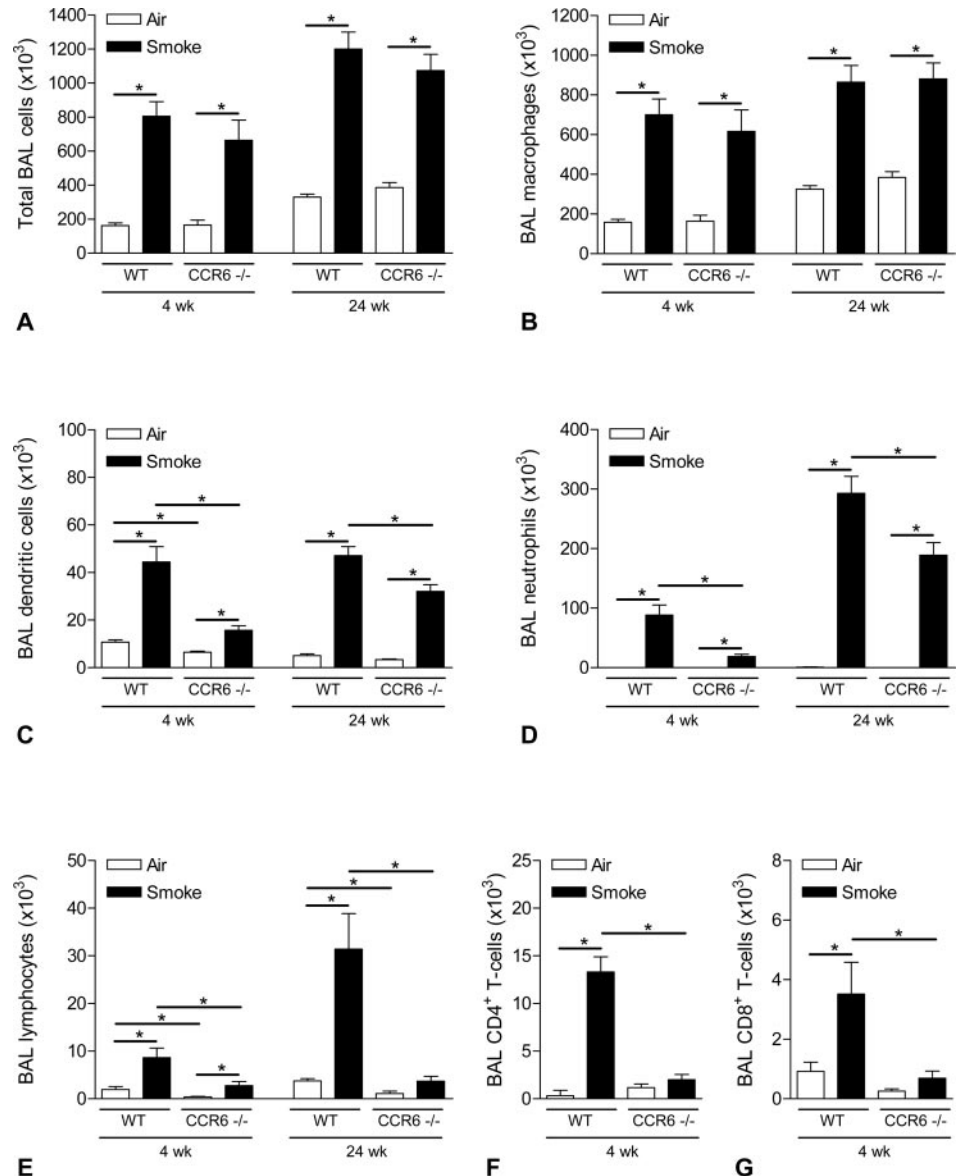 Total BAL cells (x10³)
1400
1200
1000
800
600
400
200
0
Air
Smoke
*
*
*
*
WT
CCR6 -/-
WT
CCR6 -/-
4 wk
24 wk
A
BAL macrophages (x10³)
1200
1000
800
600
400
200
0
Air
Smoke
*
*
*
*
WT
CCR6 -/-
WT
CCR6 -/-
4 wk
24 wk
B
BAL dendritic cells (x10³)
100
80
60
40
20
0
Air
Smoke
*
*
*
*
*
*
*
WT
CCR6 -/-
WT
CCR6 -/-
4 wk
24 wk
C
BAL neutrophils (x10³)
400
300
200
100
0
Air
Smoke
*
*
*
*
*
*
WT
CCR6 -/-
WT
CCR6 -/-
4 wk
24 wk
D
BAL lymphocytes (x10³)
50
40
30
20
10
0
Air
Smoke
*
*
*
*
*
*
*
WT
CCR6 -/-
WT
CCR6 -/-
4 wk
24 wk
E
BAL CD4⁺ T-cells (x10³)
25
20
15
10
5
0
Air
Smoke
*
*
WT
CCR6 -/-
4 wk
F
BAL CD8⁺ T-cells (x10³)
8
6
4
2
0
Air
Smoke
*
*
WT
CCR6 -/-
4 wk
G